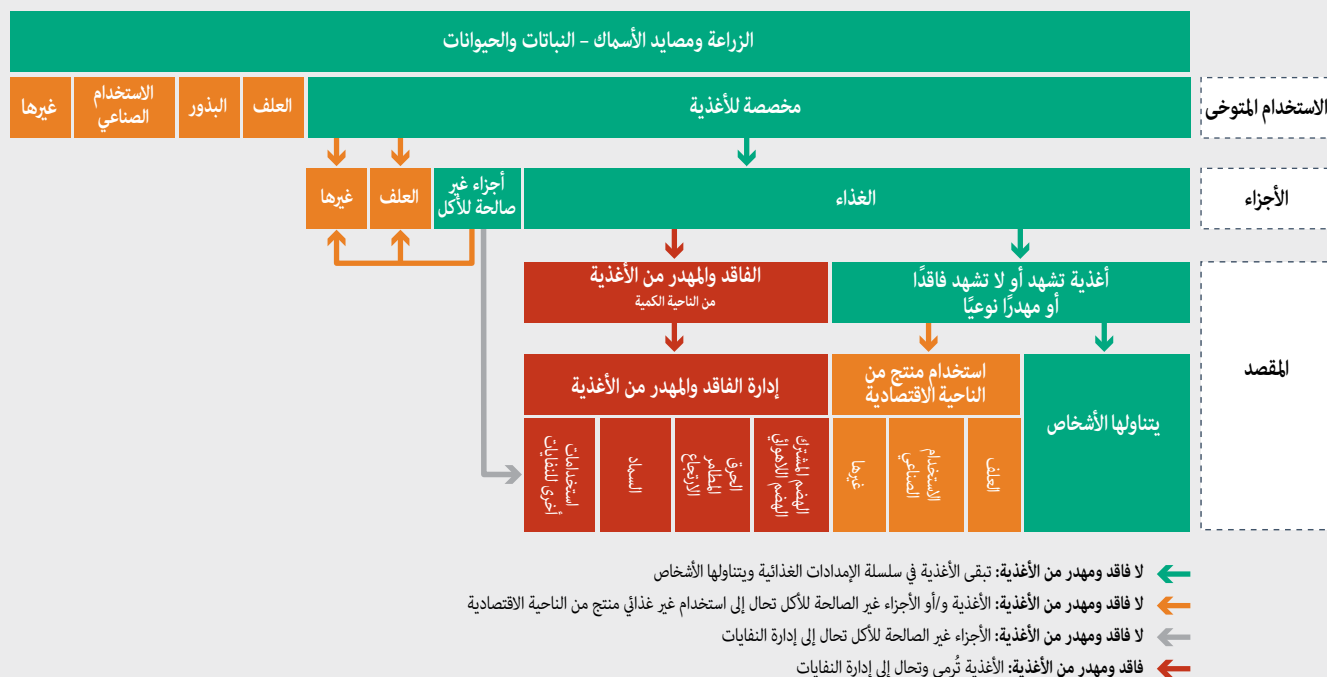 الزراعة ومصايد الأسماك – النباتات والحيوانات
الاستخدام المتوخى
مخصصة للأغذية
العلف
البذور
الاستخدام
الصناعي
غيرها
الأجزاء
الغذاء
أجزاء غير
صالحة للأكل
العلف
غيرها
المقصد
أغذية تشهد أو لا تشهد فاقدًا
أو مهدرًا نوعيًا
الفاقد والمهدر من الأغذية
من الناحية الكمية
يتناولها الأشخاص
استخدام منتج من
الناحية الاقتصادية
إدارة الفاقد والمهدر من الأغذية
العلف
الاستخدام
الصناعي
غيرها
الهضم المشترك
الهضم اللاهوائي
الحرق
المطامر
الارتجاع
السماد
استخدامات
أخرى للنفايات
لا فاقد ومهدر من الأغذية: تبقى الأغذية في سلسلة الإمدادات الغذائية ويتناولها الأشخاص
لا فاقد ومهدر من الأغذية: الأغذية و/أو الأجزاء غير الصالحة للأكل تحال إلى استخدام غير غذائي منتج من الناحية الاقتصادية
لا فاقد ومهدر من الأغذية: الأجزاء غير الصالحة للأكل تحال إلى إدارة النفايات
فاقد ومهدر من الأغذية: الأغذية تُرمى وتحال إلى إدارة النفايات